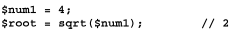 $num1 = 4;
$root = sqrt($num1);          // 2